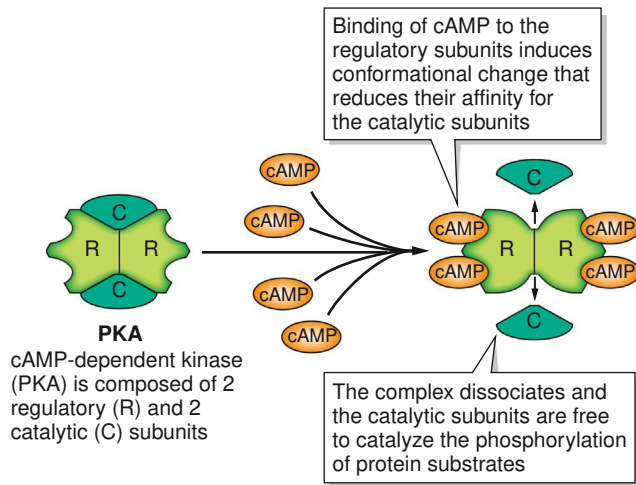 Binding of cAMP to the
regulatory subunits induces
conformational change that
reduces their affinity for
the catalytic subunits
cAMP
cAMP
cAMP
cAMP
C
R R
C
PKA
cAMP-dependent kinase
(PKA) is composed of 2
regulatory (R) and 2
catalytic (C) subunits
C
cAMP cAMP
R R
cAMP cAMP
C
The complex dissociates and
the catalytic subunits are free
to catalyze the phosphorylation
of protein substrates